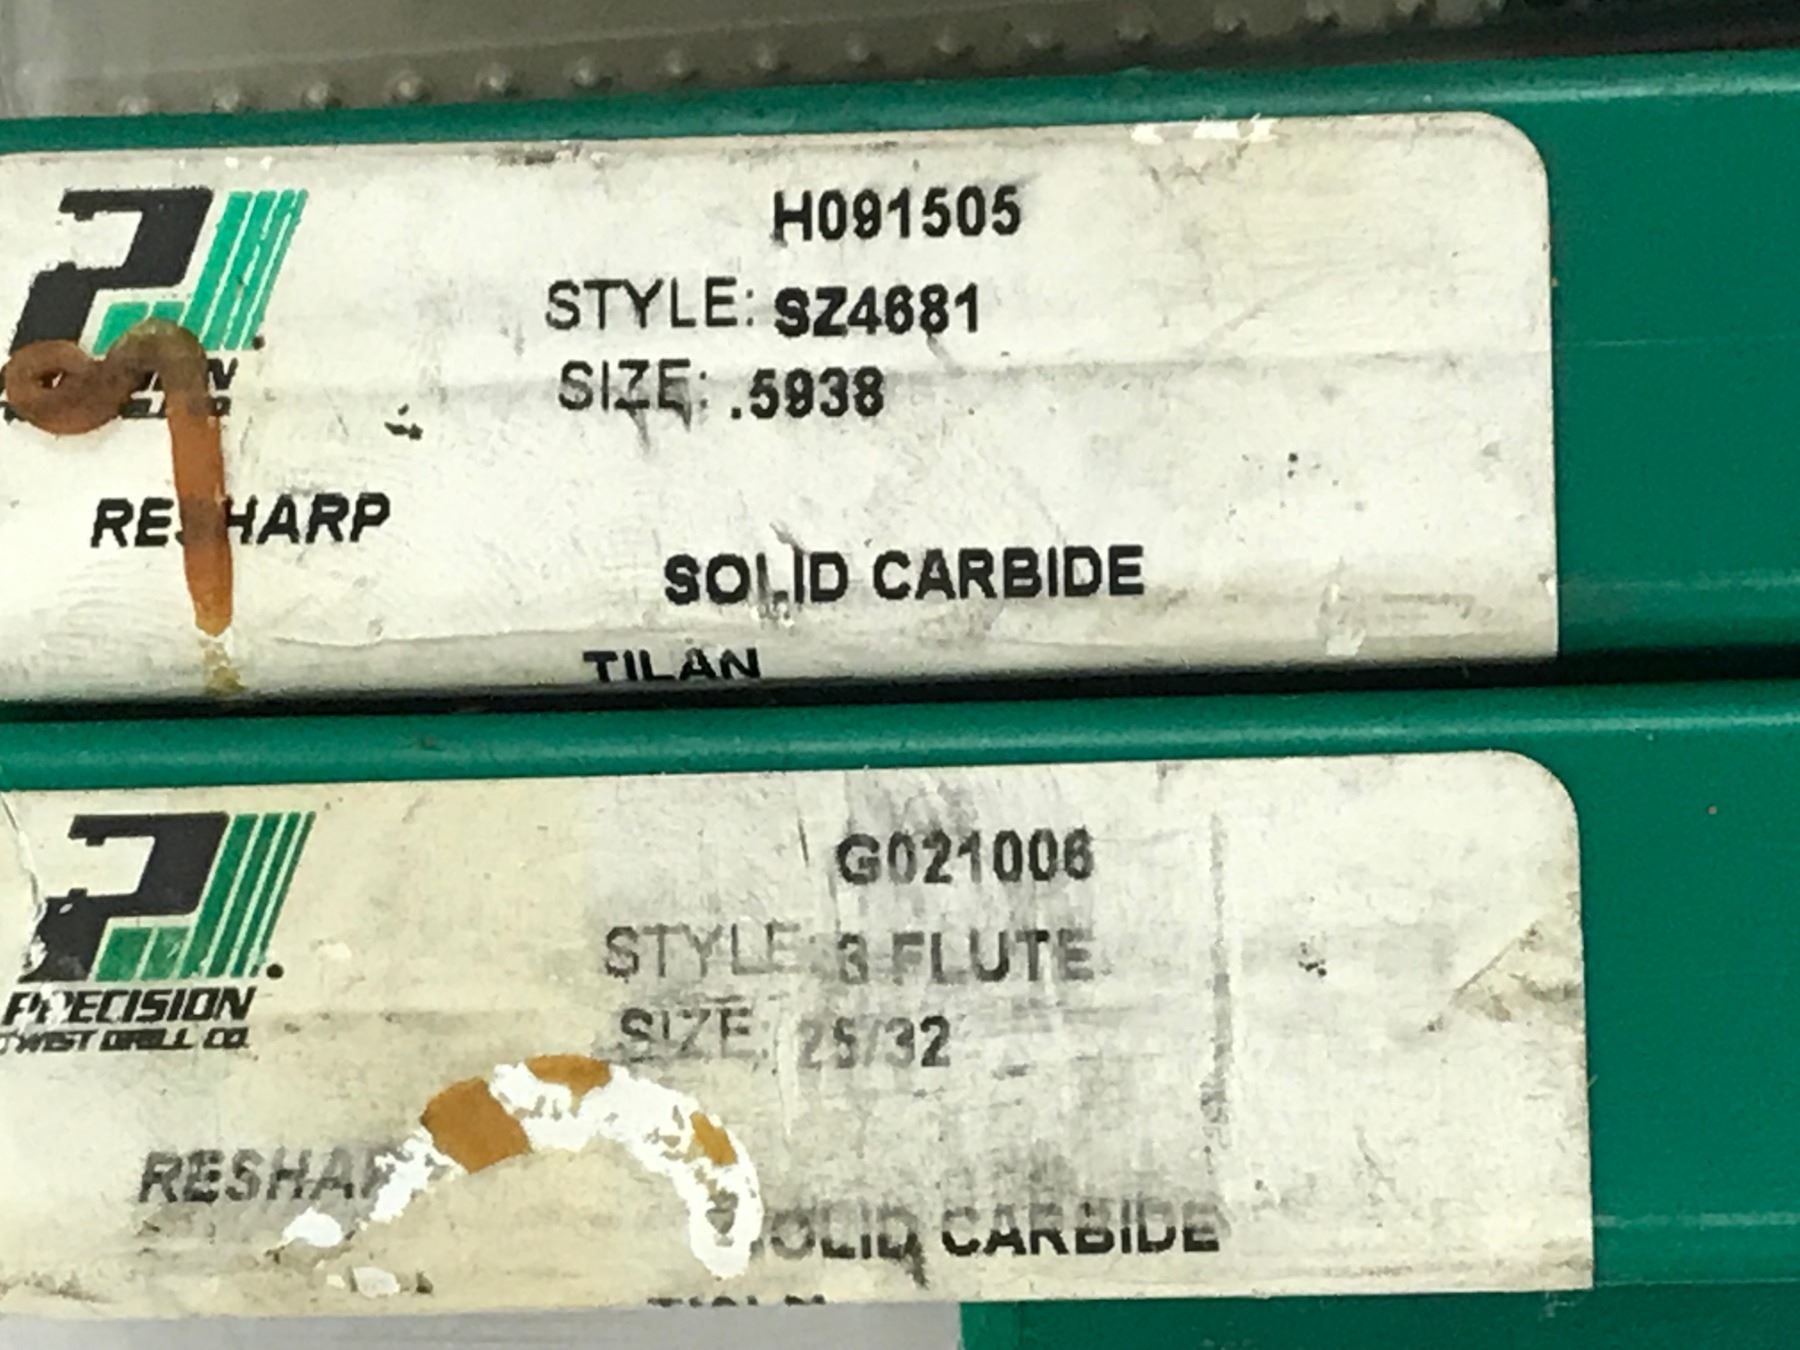 H091505
STYLE: SZ4681
SIZE: .5938
RESHARP
SOLID CARBIDE
TILAN
G021006
STYLE: 3 FLUTE
SIZE: 25/32
PRECISION
TWIST DRILL CO.
RESHARP
SOLID CARBIDE